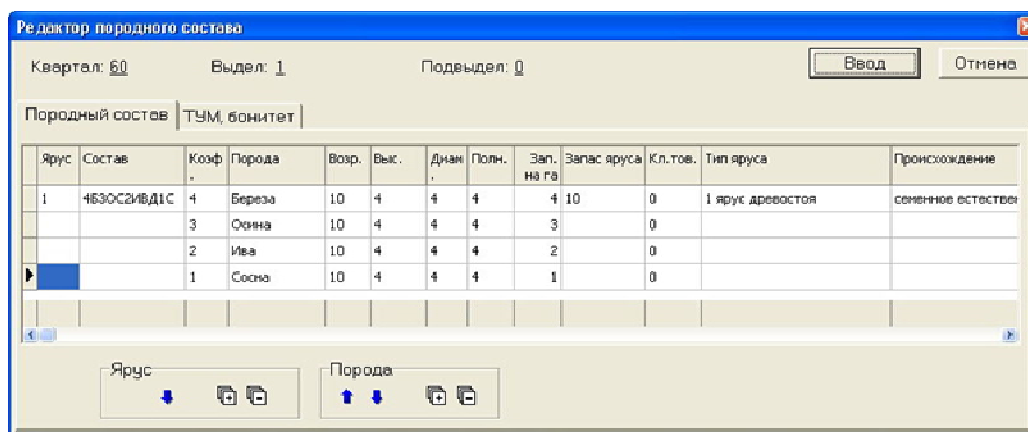 Редактор породного состава
Квартал: 60 Выдел: 1 Подвыдел: 0 Ввод Отмена
Породный состав ТУМ, бонитет
Ярус Состав Коэф, Порода Возр. Выс. Диам, Полн. Зап. на га Запас яруса Кл.тов. Тип яруса Происхождение
1 4Б3ОС2ИВД1С 4 Береза 10 4 4 4 4 10 0 1 ярус древостоя семенное естествен
3 Осина 10 4 4 4 3 0
2 Ива 10 4 4 4 2 0
1 Сосна 10 4 4 4 1 0
Ярус Порода